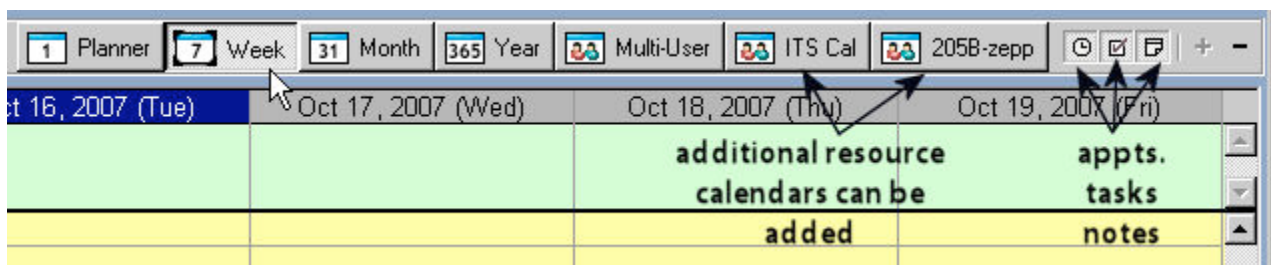 1 Planner 7 Week 31 Month 365 Year Multi-User ITS Cal 205B-zepp
ct 16, 2007 (Tue) Oct 17, 2007 (Wed) Oct 18, 2007 (Thu) Oct 19, 2007 (Fri)
additional resource appts.
calendars can be tasks
added notes